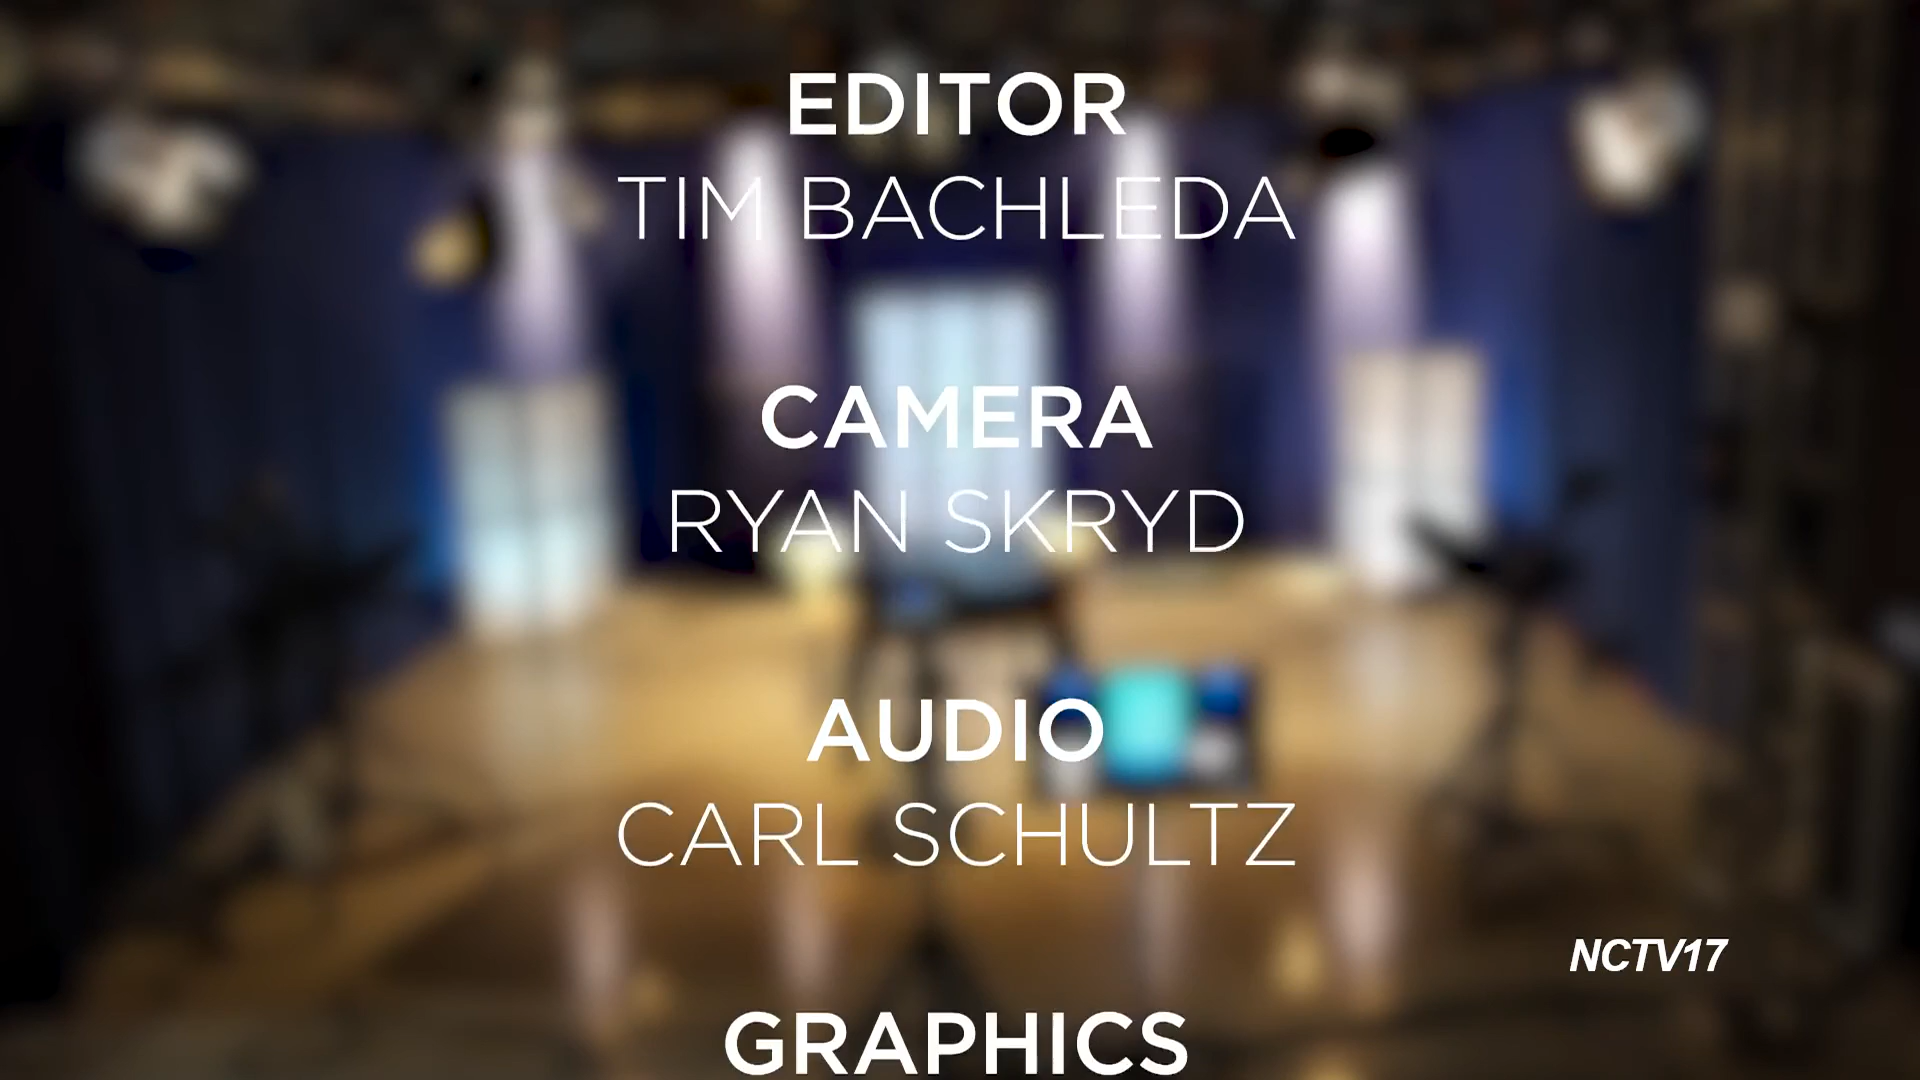 EDITOR
TIM BACHLEDA
CAMERA
RYAN SKRYD
AUDIO
CARL SCHULTZ
NCTV17
GRAPHICS